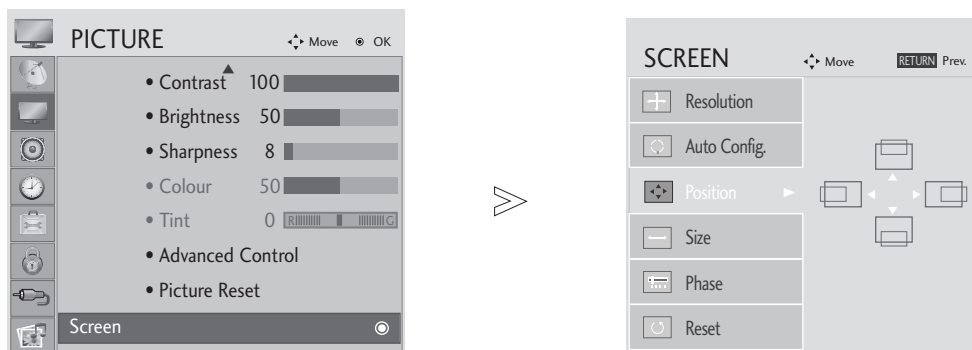 PICTURE Move OK
• Contrast 100
• Brightness 50
• Sharpness 8
• Colour 50
• Tint 0 R G
• Advanced Control
• Picture Reset
Screen
SCREEN Move RETURN Prev.
Resolution
Auto Config.
Position
Size
Phase
Reset